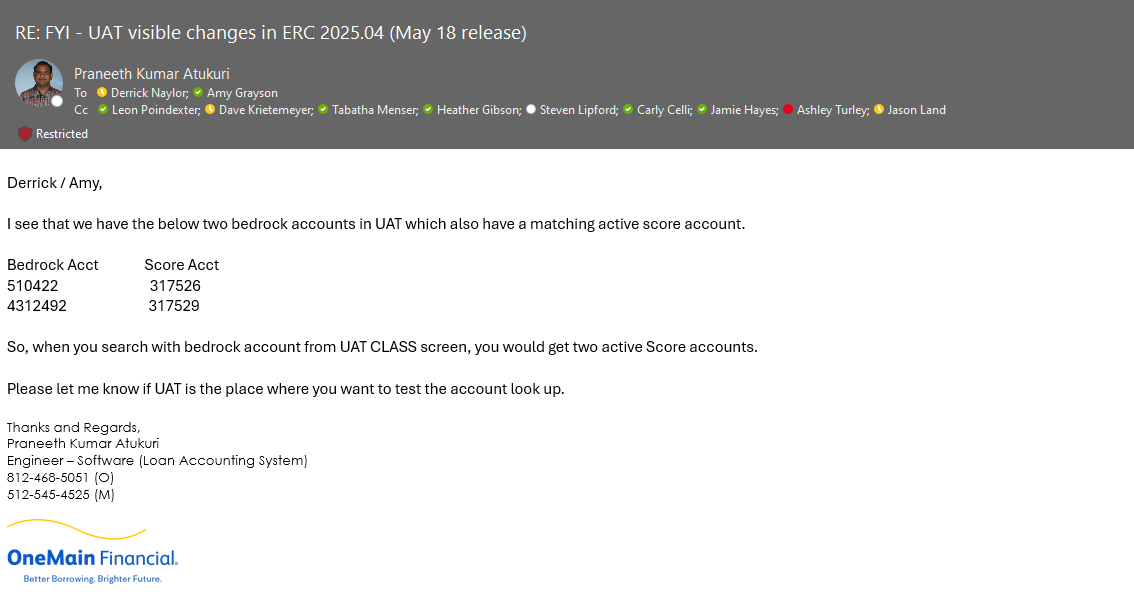 RE: FYI - UAT visible changes in ERC 2025.04 (May 18 release)
Praneeth Kumar Atukuri
To Derrick Naylor; Amy Grayson
Cc Leon Poindexter; Dave Krietemeyer; Tabatha Menser; Heather Gibson; Steven Lipford; Carly Celli; Jamie Hayes; Ashley Turley; Jason Land
Restricted
Derrick / Amy,
I see that we have the below two bedrock accounts in UAT which also have a matching active score account.
Bedrock Acct Score Acct
510422 317526
4312492 317529
So, when you search with bedrock account from UAT CLASS screen, you would get two active Score accounts.
Please let me know if UAT is the place where you want to test the account look up.
Thanks and Regards,
Praneeth Kumar Atukuri
Engineer – Software (Loan Accounting System)
812-468-5051 (O)
512-545-4525 (M)
OneMain Financial.
Better Borrowing. Brighter Future.